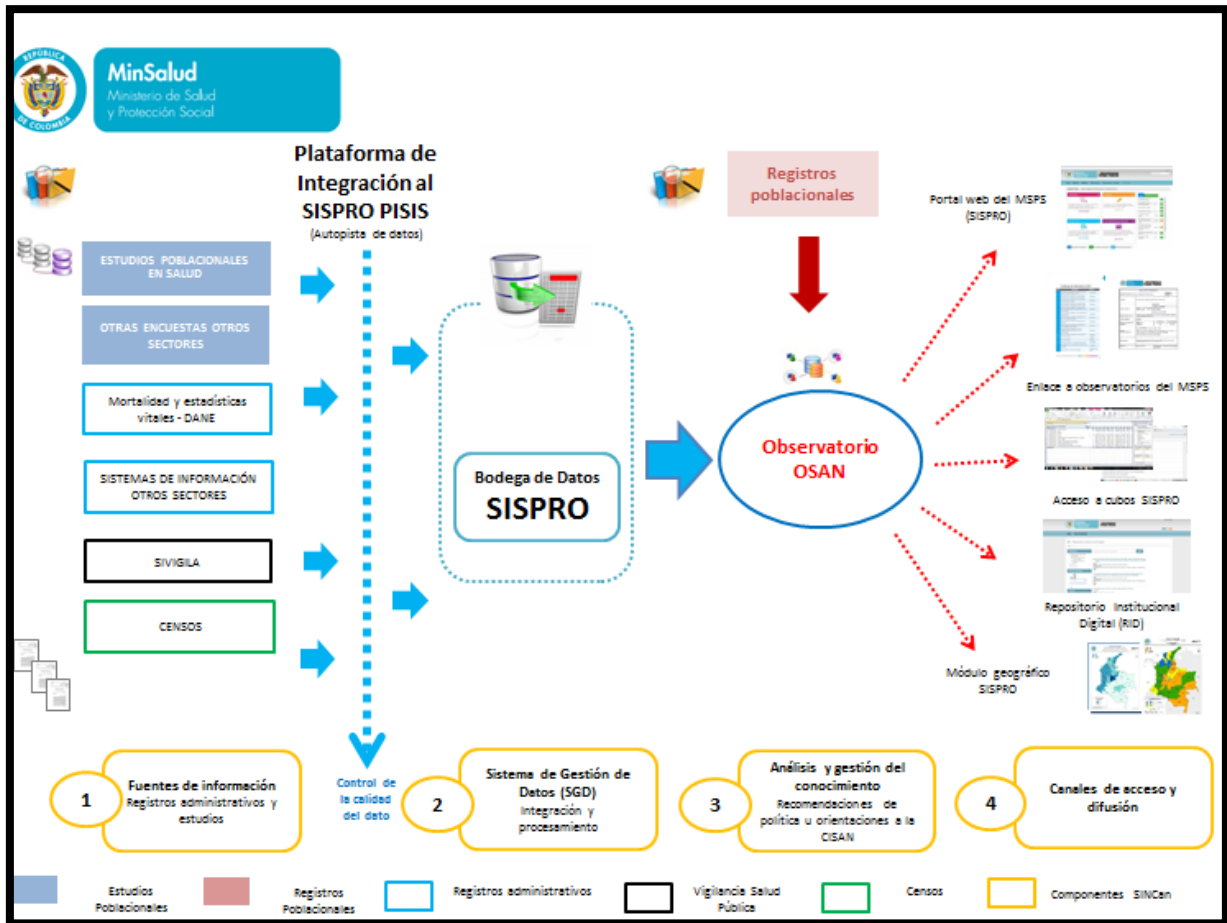 REPÚBLICA
DE COLOMBIA
MinSalud
Ministerio de Salud
y Protección Social
Plataforma de
Integración al
SISPRO PISIS
(Autopista de datos)
ESTUDIOS POBLACIONALES
EN SALUD
OTRAS ENCUESTAS OTROS
SECTORES
Mortalidad y estadísticas
vitales - DANE
SISTEMAS DE INFORMACIÓN
OTROS SECTORES
SIVIGILA
CENSOS
Bodega de Datos
SISPRO
Registros
poblacionales
Observatorio
OSAN
Portal web del MSPS
(SISPRO)
Enlace a observatorios del MSPS
Acceso a cubos SISPRO
Repositorio Institucional
Digital (RID)
Módulo geográfico
SISPRO
1
Fuentes de información
Registros administrativos y
estudios
Control de
la calidad
del dato
2
Sistema de Gestión de
Datos (SGD)
Integración y
procesamiento
3
Análisis y gestión del
conocimiento
Recomendaciones de
política u orientaciones a la
CISAN
4
Canales de acceso y
difusión
Estudios
Poblacionales
Registros
Poblacionales
Registros administrativos
Vigilancia Salud
Pública
Censos
Componentes SINCan